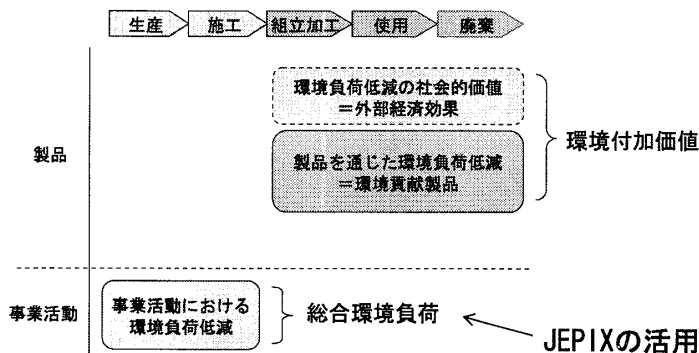 生産 施工 組立加工 使用 廃棄
環境負荷低減の社会的価値
＝外部経済効果
環境付加価値
製品
製品を通じた環境負荷低減
＝環境貢献製品
事業活動
事業活動における
環境負荷低減
総合環境負荷
JEPIXの活用